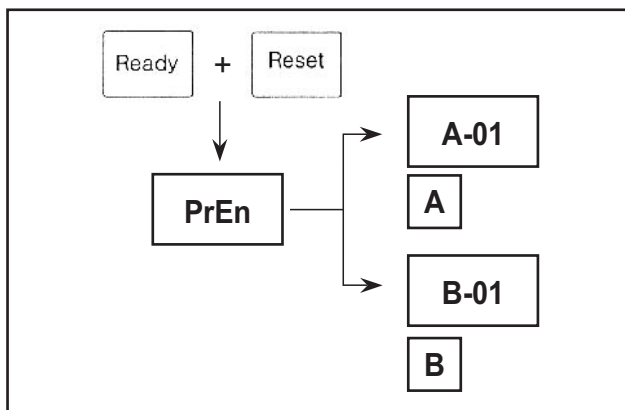 Ready + Reset
PrEn
A-01
A
B-01
B